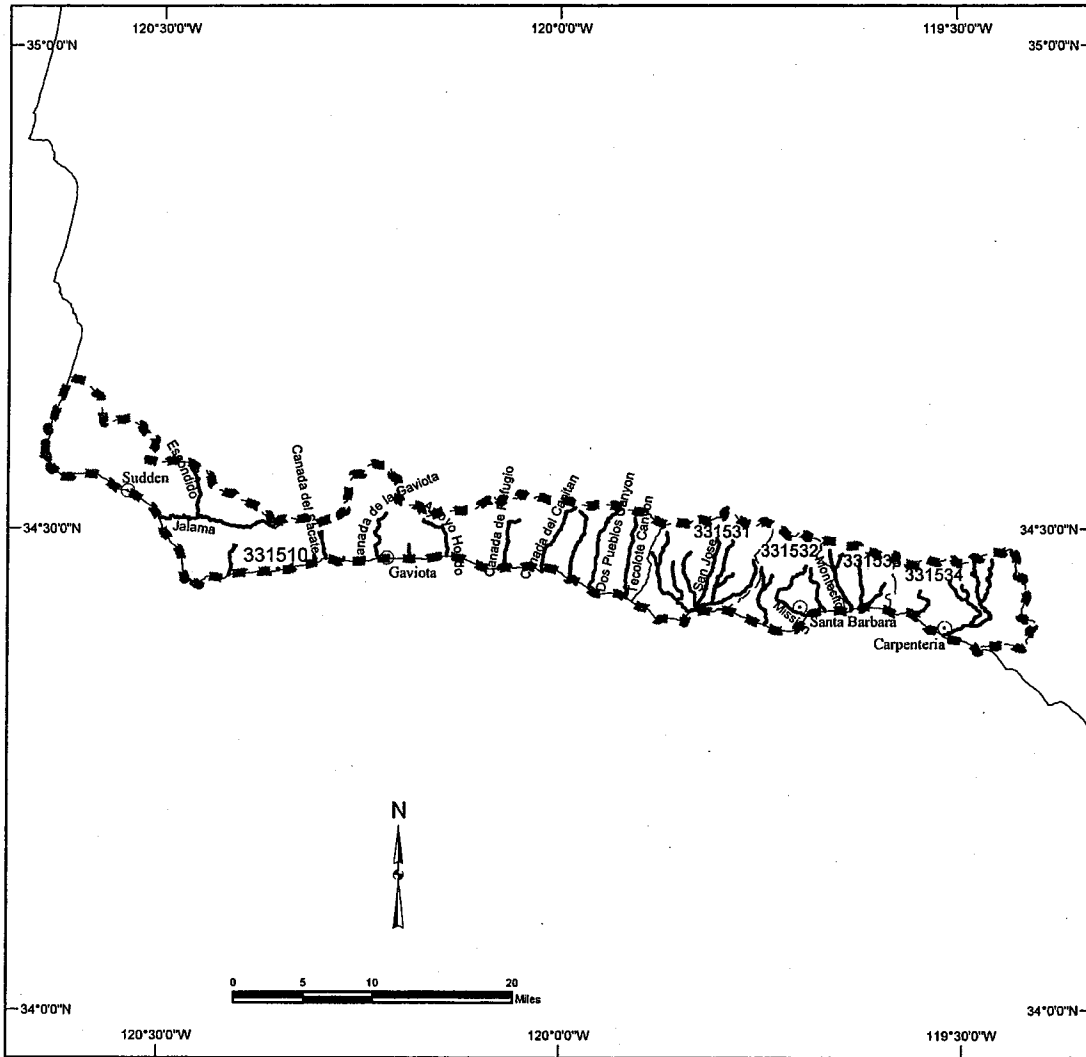 120°30'0"W
120°0'0"W
119°30'0"W
35°0'0"N
35°0'0"N
Escondido
Sudden
Canada del Sacate
Canada de la Gaviota
Arroyo Hondo
Canada de Refugio
Canada del Capitan
Dos Pueblos Canyon
Tecolote Canyon
34°30'0"N
34°30'0"N
Jalama
331510
Gaviota
San Jose
331531
331532
Montecito
331533
331534
Mission
Santa Barbara
Carpenteria
N
0 5 10 20
Miles
34°0'0"N
34°0'0"N
120°30'0"W
120°0'0"W
119°30'0"W